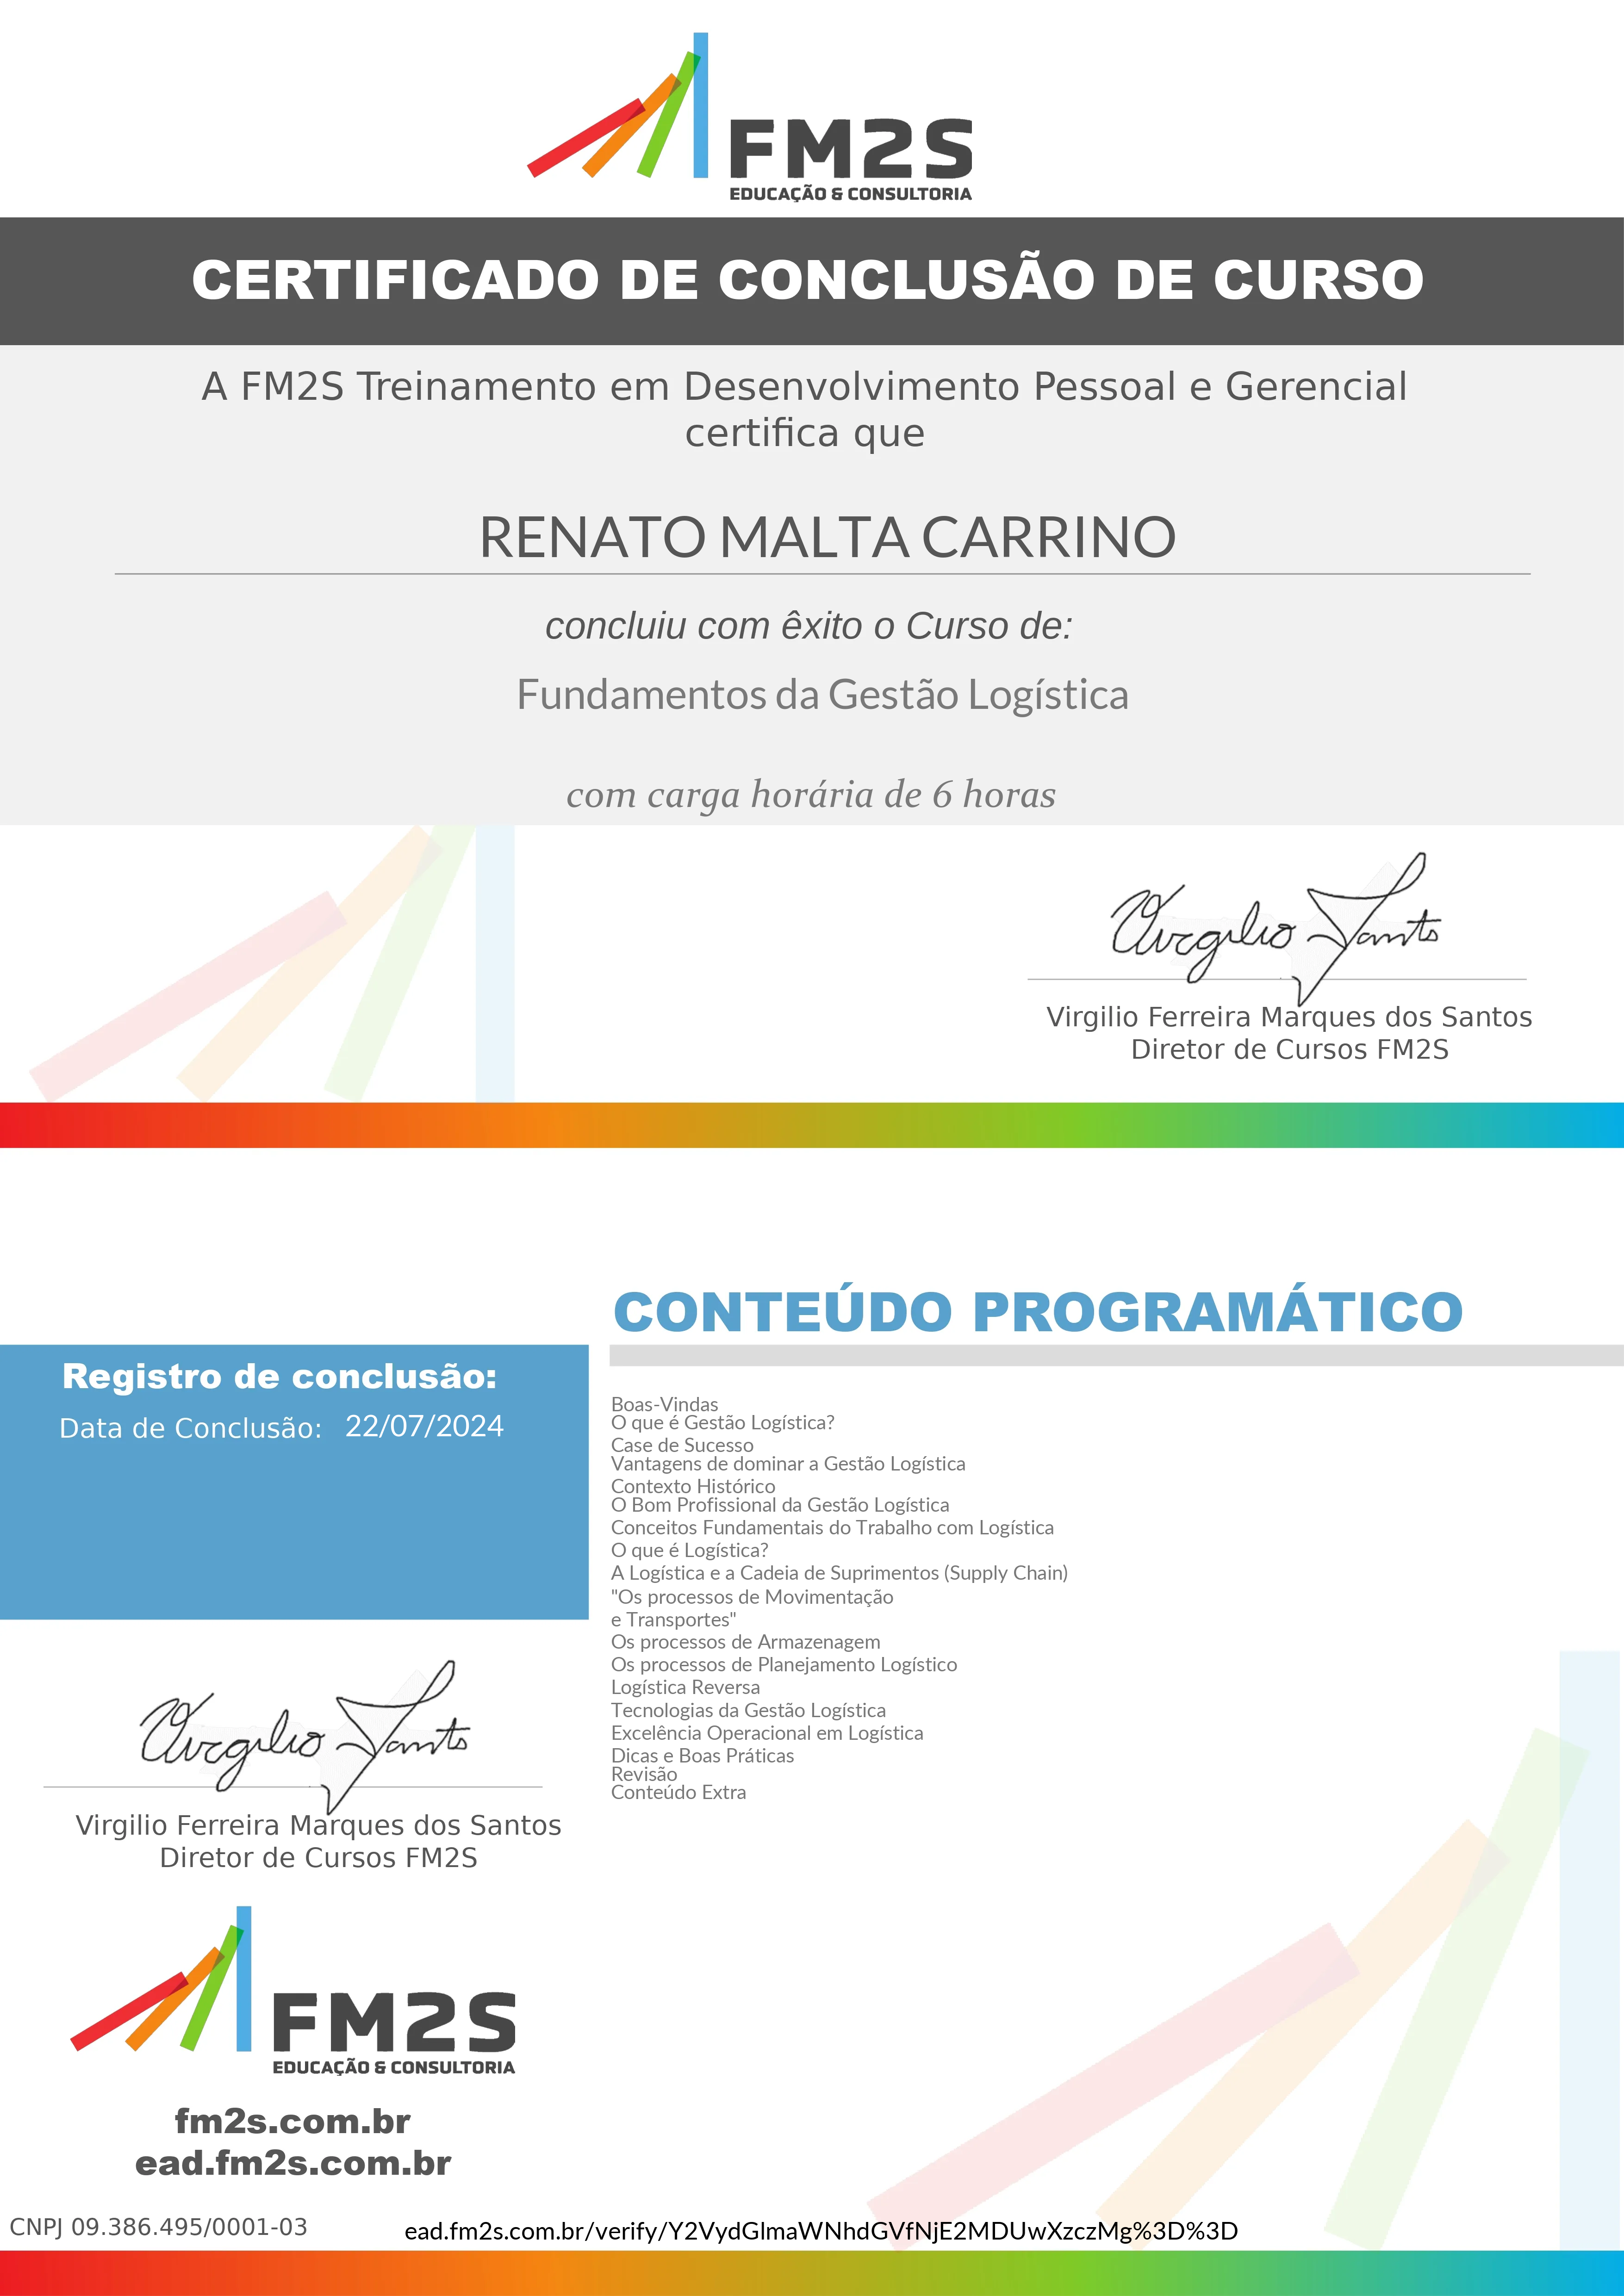 FM2S
EDUCAÇÃO & CONSULTORIA
CERTIFICADO DE CONCLUSÃO DE CURSO
A FM2S Treinamento em Desenvolvimento Pessoal e Gerencial
certifica que
RENATO MALTA CARRINO
concluiu com êxito o Curso de:
Fundamentos da Gestão Logística
com carga horária de 6 horas
Virgilio Santo
Virgilio Ferreira Marques dos Santos
Diretor de Cursos FM2S
CONTEÚDO PROGRAMÁTICO
Registro de conclusão:
Data de Conclusão: 22/07/2024
Boas-Vindas
O que é Gestão Logística?
Case de Sucesso
Vantagens de dominar a Gestão Logística
Contexto Histórico
O Bom Profissional da Gestão Logística
Conceitos Fundamentais do Trabalho com Logística
O que é Logística?
A Logística e a Cadeia de Suprimentos (Supply Chain)
"Os processos de Movimentação
e Transportes"
Os processos de Armazenagem
Os processos de Planejamento Logístico
Logística Reversa
Tecnologias da Gestão Logística
Excelência Operacional em Logística
Dicas e Boas Práticas
Revisão
Conteúdo Extra
Virgilio Santo
Virgilio Ferreira Marques dos Santos
Diretor de Cursos FM2S
FM2S
EDUCAÇÃO & CONSULTORIA
fm2s.com.br
ead.fm2s.com.br
CNPJ 09.386.495/0001-03
ead.fm2s.com.br/verify/Y2VydGlmaWNhdGVfNjE2MDUwXzczMg%3D%3D